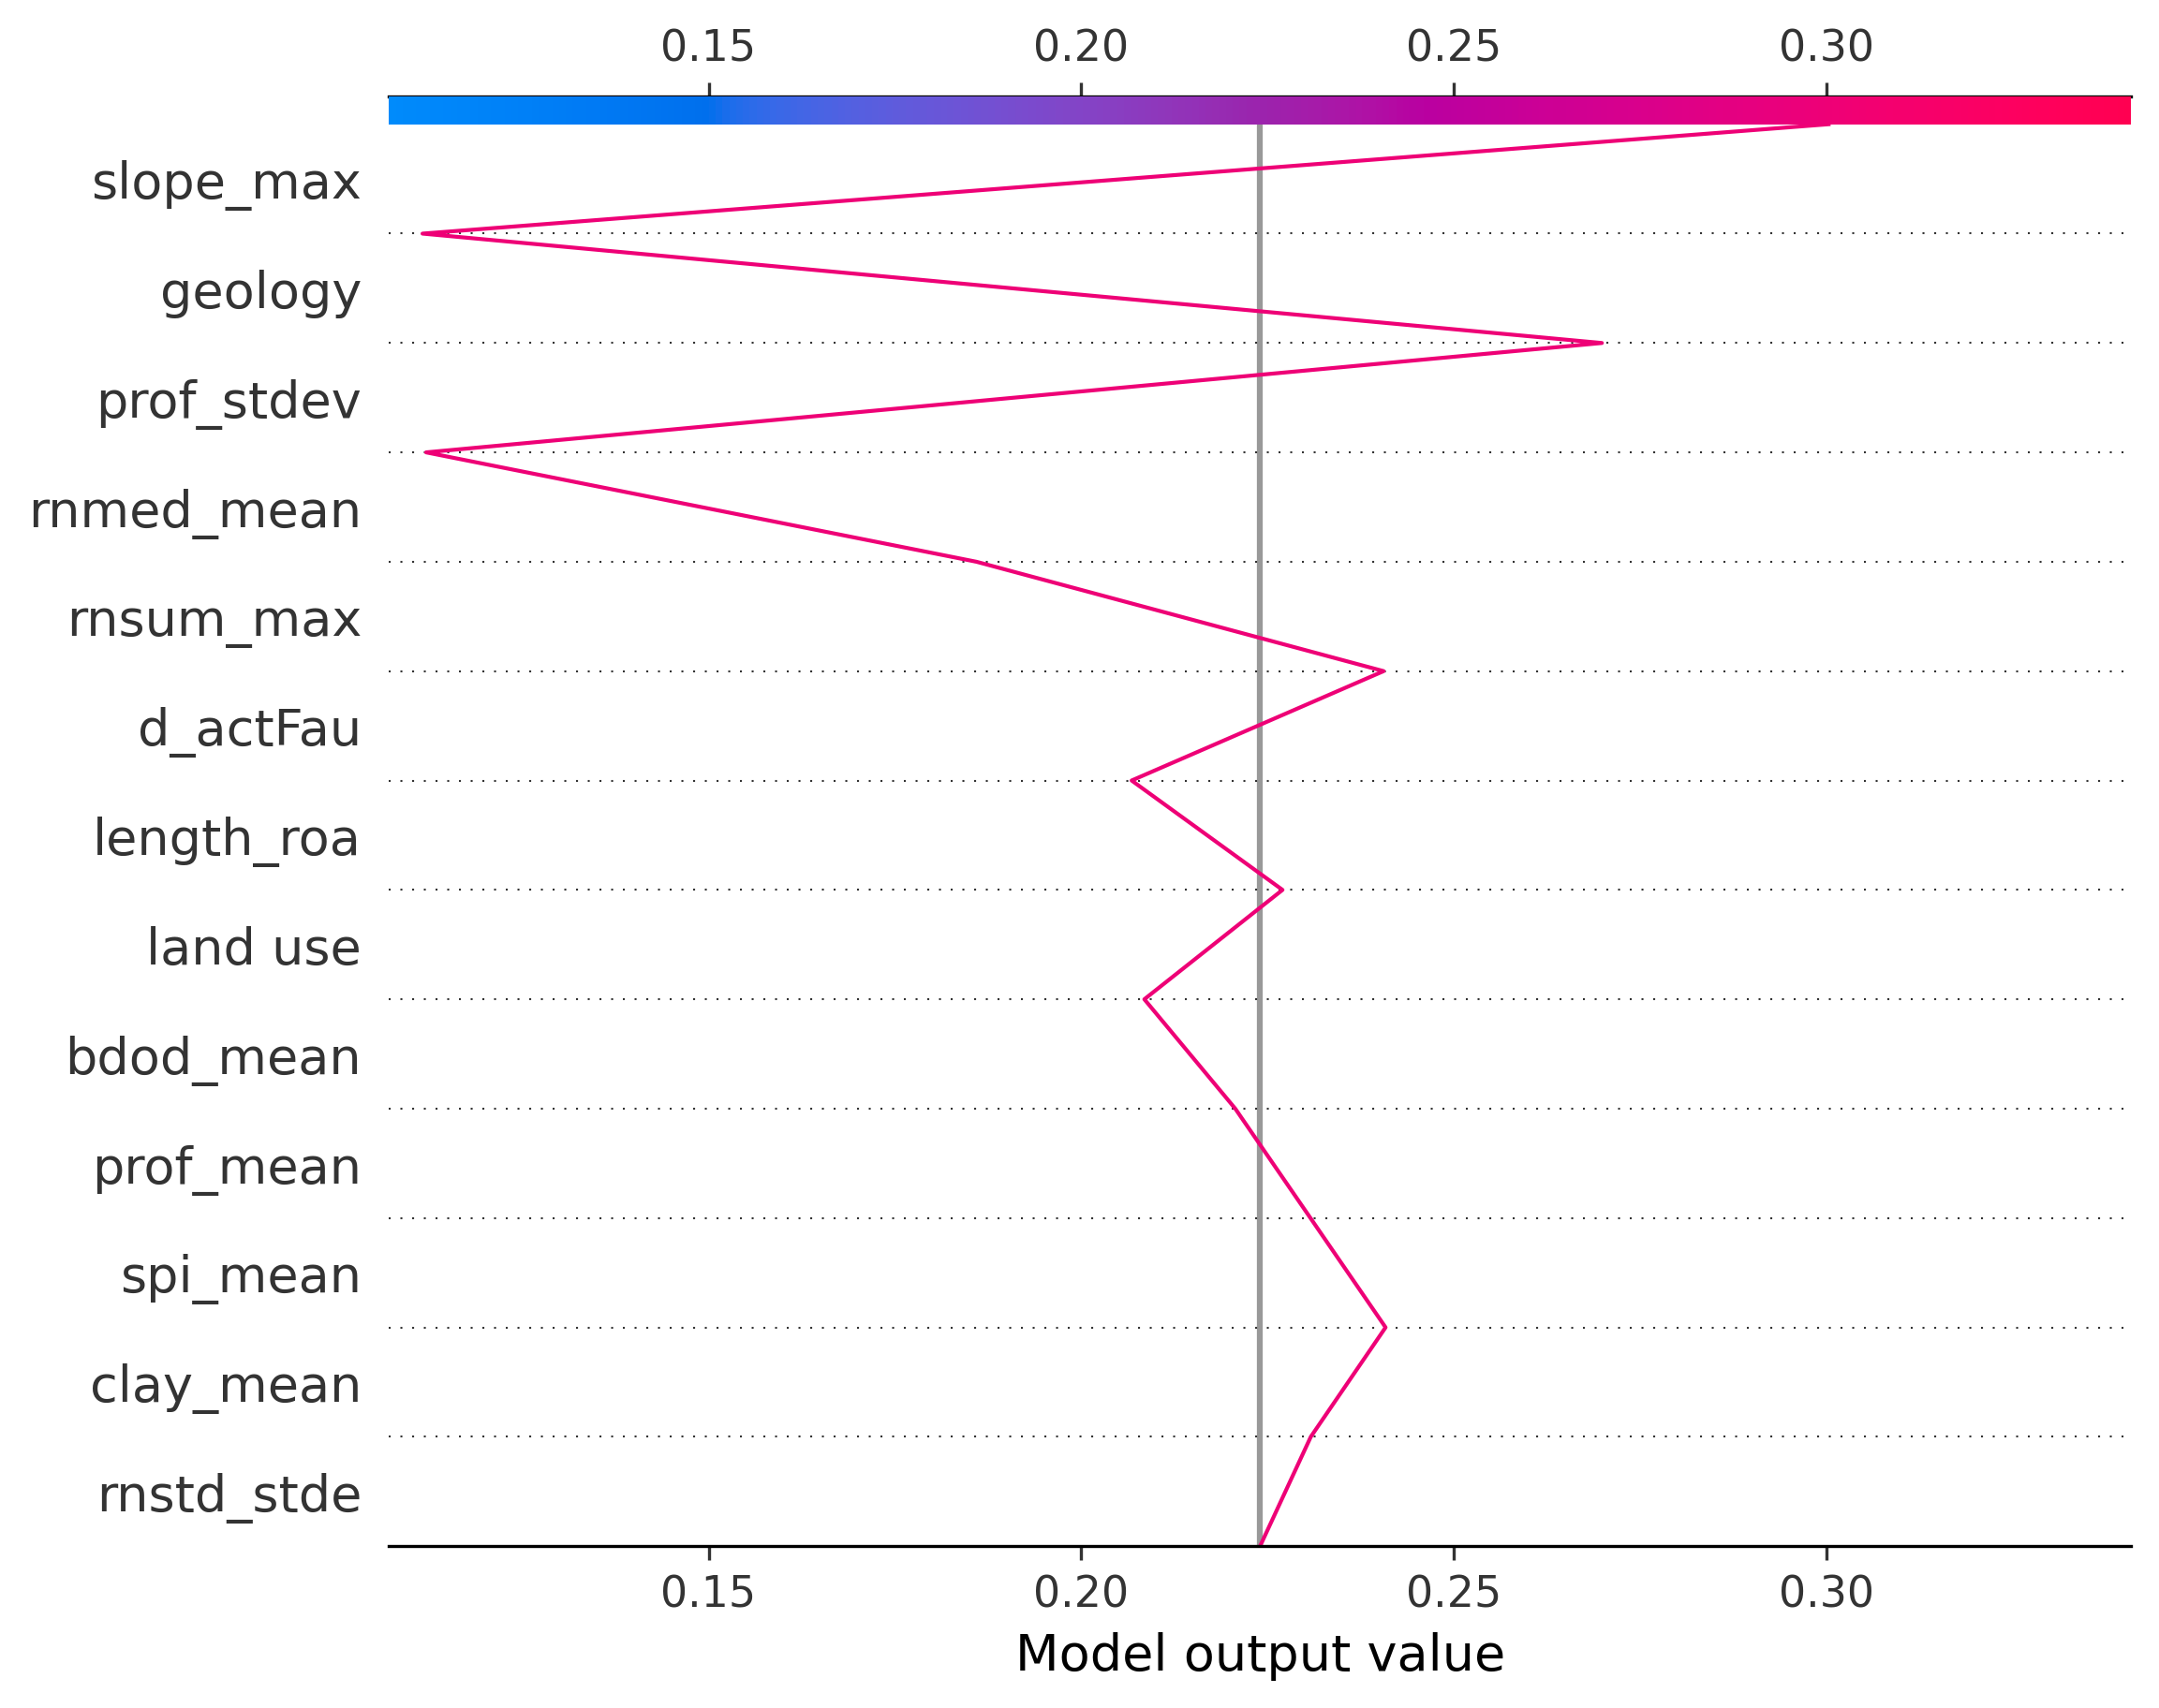 0.15 0.20 0.25 0.30
slope_max
geology
prof_stdev
rnmed_mean
rnsum_max
d_actFau
length_roa
land use
bdod_mean
prof_mean
spi_mean
clay_mean
rnstd_stde
0.15 0.20 0.25 0.30
Model output value